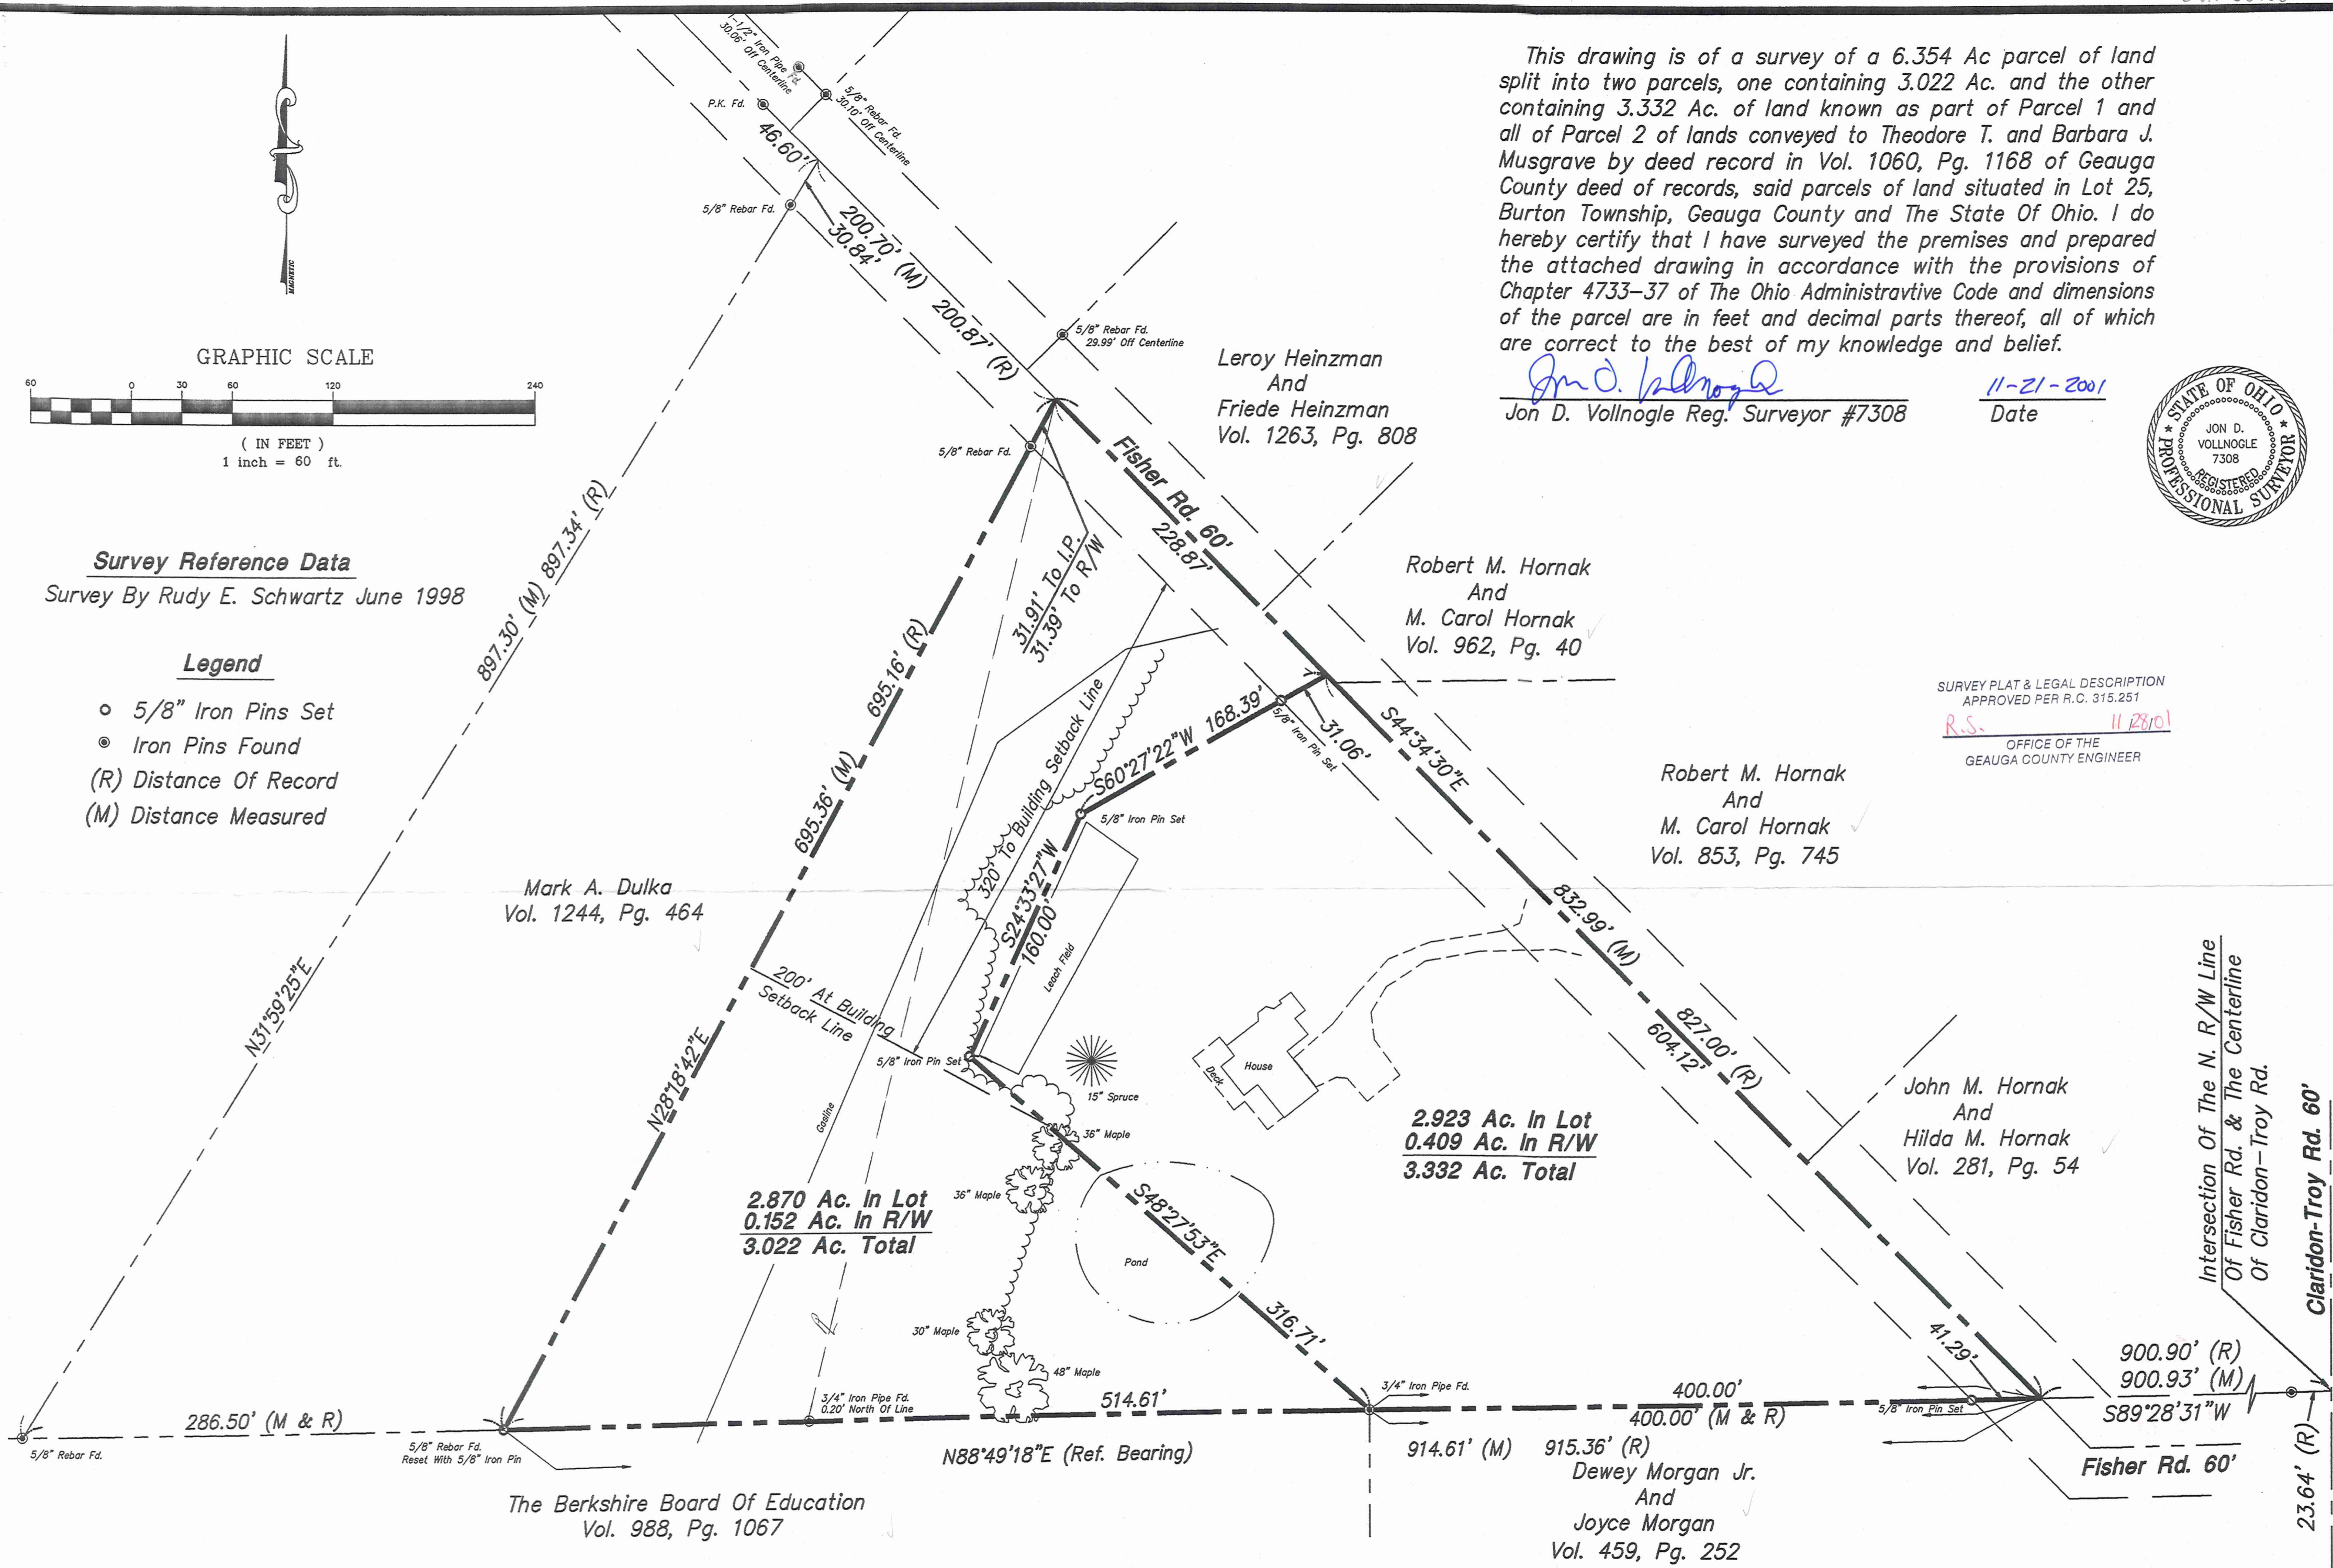 1-1/2" Iron Pipe Fd.
30.06' Off Centerline
P.K. Fd.
5/8" Rebar Fd.
30.10' Off Centerline
46.60'
5/8" Rebar Fd.
200.70' (M)
200.87' (R)
30.84'
MAGNETIC
GRAPHIC SCALE
60 0 30 60 120 240
( IN FEET )
1 inch = 60 ft.
This drawing is of a survey of a 6.354 Ac parcel of land
split into two parcels, one containing 3.022 Ac. and the other
containing 3.332 Ac. of land known as part of Parcel 1 and
all of Parcel 2 of lands conveyed to Theodore T. and Barbara J.
Musgrave by deed record in Vol. 1060, Pg. 1168 of Geauga
County deed of records, said parcels of land situated in Lot 25,
Burton Township, Geauga County and The State Of Ohio. I do
hereby certify that I have surveyed the premises and prepared
the attached drawing in accordance with the provisions of
Chapter 4733-37 of The Ohio Administravtive Code and dimensions
of the parcel are in feet and decimal parts thereof, all of which
are correct to the best of my knowledge and belief.
Jon D. Vollnogle Reg. Surveyor #7308
11-21-2001
Date
STATE OF OHIO
JON D.
VOLLNOGLE
7308
REGISTERED
PROFESSIONAL SURVEYOR
5/8" Rebar Fd.
29.99' Off Centerline
Leroy Heinzman
And
Friede Heinzman
Vol. 1263, Pg. 808
5/8" Rebar Fd.
Fisher Rd. 60'
228.87'
Survey Reference Data
Survey By Rudy E. Schwartz June 1998
Legend
5/8" Iron Pins Set
Iron Pins Found
(R) Distance Of Record
(M) Distance Measured
897.30' (M) 897.34' (R)
N31°59'25"E
Mark A. Dulka
Vol. 1244, Pg. 464
695.36' (M) 695.16' (R)
N28°18'42"E
31.91' To I.P.
31.39' To R/W
320' To Building Setback Line
200' At Building
Setback Line
Robert M. Hornak
And
M. Carol Hornak
Vol. 962, Pg. 40
S60°27'22"W 168.39'
31.06'
5/8" Iron Pin Set
5/8" Iron Pin Set
S24°33'27"W
160.00'
Leach Field
5/8" Iron Pin Set
S44°34'30"E
832.99' (M)
827.00' (R)
604.12'
Robert M. Hornak
And
M. Carol Hornak
Vol. 853, Pg. 745
SURVEY PLAT & LEGAL DESCRIPTION
APPROVED PER R.C. 315.251
R.S. 11/28/01
OFFICE OF THE
GEAUGA COUNTY ENGINEER
15" Spruce
House
Deck
Gasline
36" Maple
36" Maple
30" Maple
48" Maple
Pond
2.870 Ac. In Lot
0.152 Ac. In R/W
3.022 Ac. Total
2.923 Ac. In Lot
0.409 Ac. In R/W
3.332 Ac. Total
S48°27'53"E
316.71'
John M. Hornak
And
Hilda M. Hornak
Vol. 281, Pg. 54
Intersection Of The N. R/W Line
Of Fisher Rd. & The Centerline
Of Claridon-Troy Rd.
Claridon-Troy Rd. 60'
41.29'
900.90' (R)
900.93' (M)
S89°28'31"W
Fisher Rd. 60'
23.64' (R)
5/8" Rebar Fd.
286.50' (M & R)
5/8" Rebar Fd.
Reset With 5/8" Iron Pin
3/4" Iron Pipe Fd.
0.20' North Of Line
514.61'
N88°49'18"E (Ref. Bearing)
3/4" Iron Pipe Fd.
400.00'
400.00' (M & R)
5/8" Iron Pin Set
914.61' (M) 915.36' (R)
Dewey Morgan Jr.
And
Joyce Morgan
Vol. 459, Pg. 252
The Berkshire Board Of Education
Vol. 988, Pg. 1067